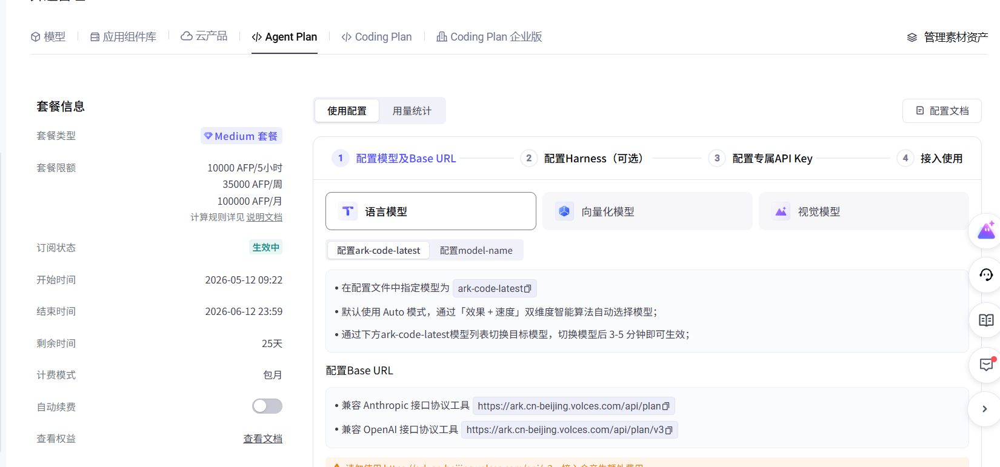 模型
应用组件库
云产品
Agent Plan
Coding Plan
Coding Plan 企业版
管理素材资产
套餐信息
套餐类型
Medium 套餐
套餐限额
10000 AFP/5小时
35000 AFP/周
100000 AFP/月
计算规则详见 说明文档
订阅状态
生效中
开始时间
2026-05-12 09:22
结束时间
2026-06-12 23:59
剩余时间
25天
计费模式
包月
自动续费
查看权益
查看文档
使用配置
用量统计
配置文档
1 配置模型及Base URL
2 配置Harness（可选）
3 配置专属API Key
4 接入使用
语言模型
向量化模型
视觉模型
配置ark-code-latest
配置model-name
• 在配置文件中指定模型为 ark-code-latest
• 默认使用 Auto 模式，通过「效果 + 速度」双维度智能算法自动选择模型；
• 通过下方ark-code-latest模型列表切换目标模型，切换模型后 3-5 分钟即可生效；
配置Base URL
• 兼容 Anthropic 接口协议工具 https://ark.cn-beijing.volces.com/api/plan
• 兼容 OpenAI 接口协议工具 https://ark.cn-beijing.volces.com/api/plan/v3